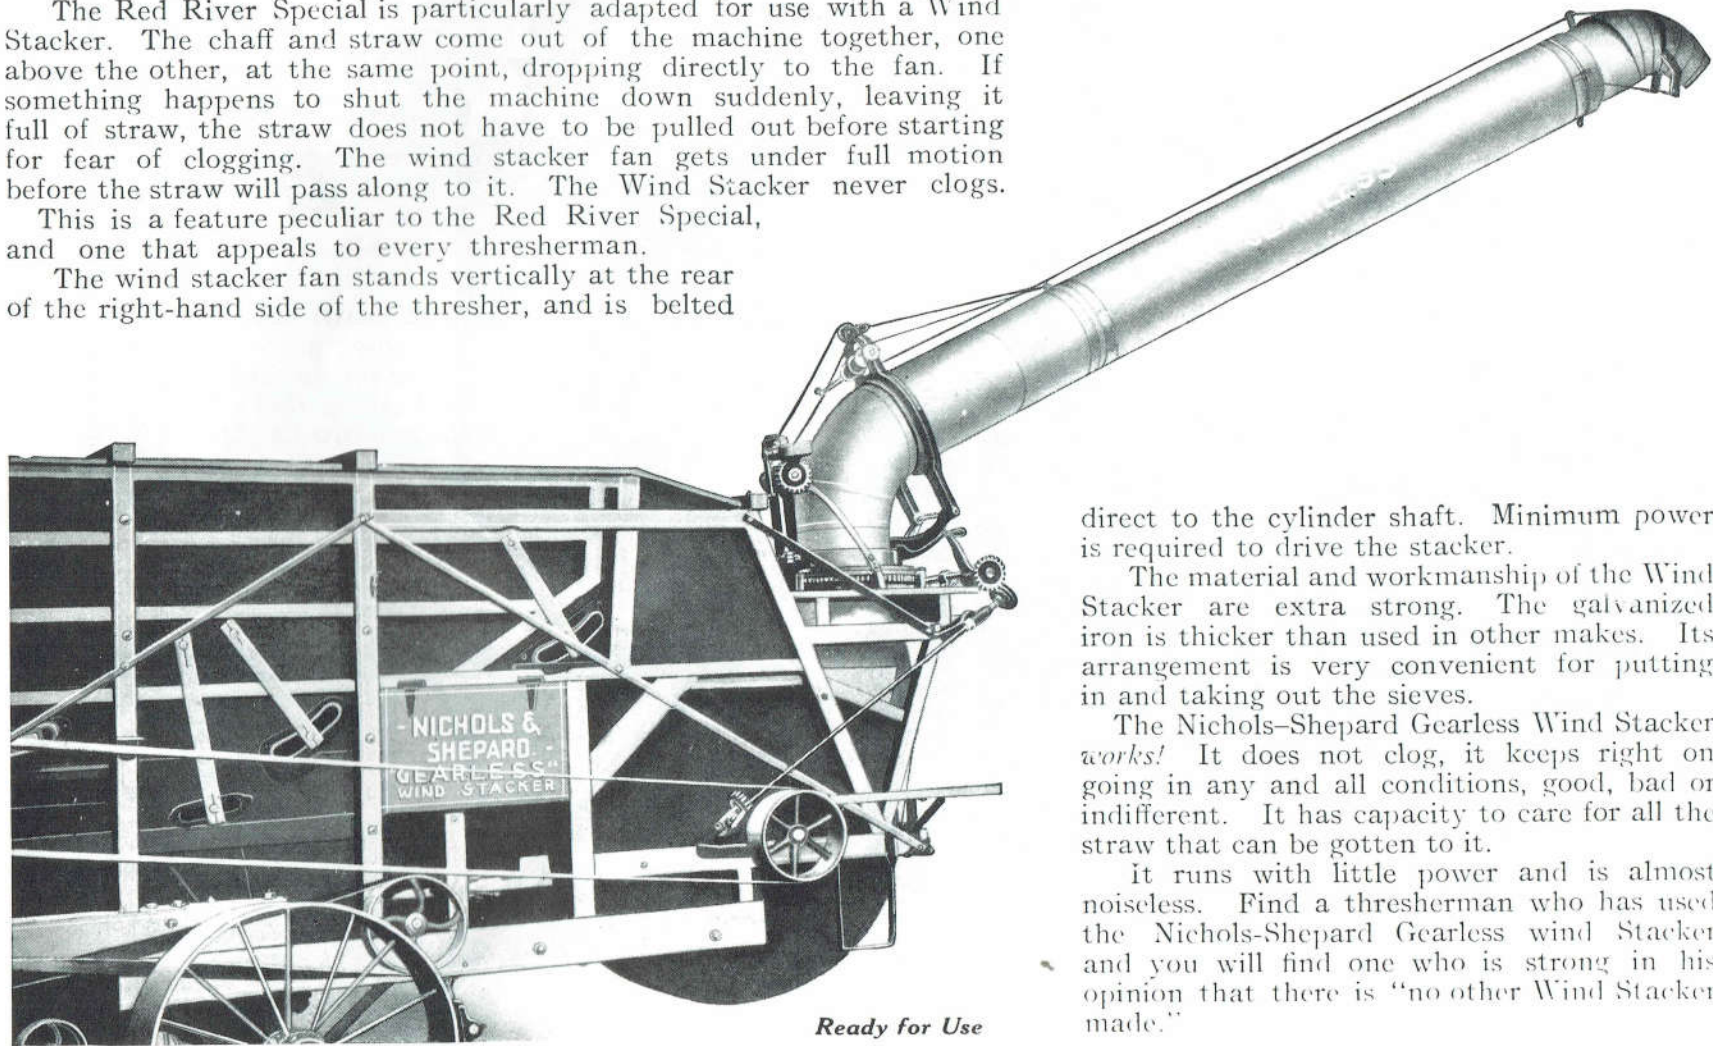 The Red River Special is particularly adapted for use with a Wind
Stacker. The chaff and straw come out of the machine together, one
above the other, at the same point, dropping directly to the fan. If
something happens to shut the machine down suddenly, leaving it
full of straw, the straw does not have to be pulled out before starting
for fear of clogging. The wind stacker fan gets under full motion
before the straw will pass along to it. The Wind Stacker never clogs.
This is a feature peculiar to the Red River Special,
and one that appeals to every thresherman.
The wind stacker fan stands vertically at the rear
of the right-hand side of the thresher, and is belted
direct to the cylinder shaft. Minimum power
is required to drive the stacker.
The material and workmanship of the Wind
Stacker are extra strong. The galvanized
iron is thicker than used in other makes. Its
arrangement is very convenient for putting
in and taking out the sieves.
The Nichols–Shepard Gearless Wind Stacker
works! It does not clog, it keeps right on
going in any and all conditions, good, bad or
indifferent. It has capacity to care for all the
straw that can be gotten to it.
It runs with little power and is almost
noiseless. Find a thresherman who has used
the Nichols-Shepard Gearless wind Stacker
and you will find one who is strong in his
opinion that there is "no other Wind Stacker
made."
GEARLESS
- NICHOLS &
SHEPARD. -
"GEARLESS"
WIND STACKER
Ready for Use